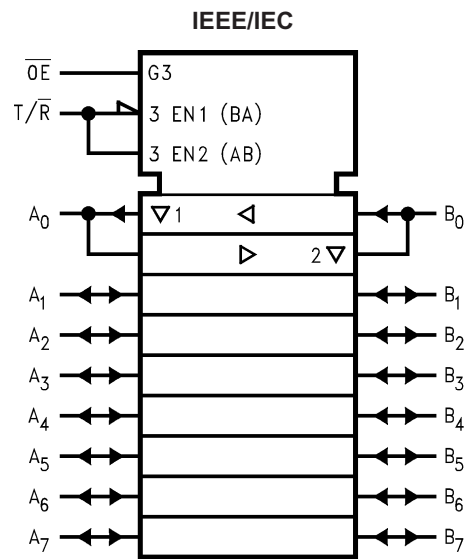 IEEE/IEC
O̅E̅ G3
T/R̅ 3 EN1 (BA)
3 EN2 (AB)
A₀ ▽1 ◁ B₀
▷ 2▽
A₁ B₁
A₂ B₂
A₃ B₃
A₄ B₄
A₅ B₅
A₆ B₆
A₇ B₇